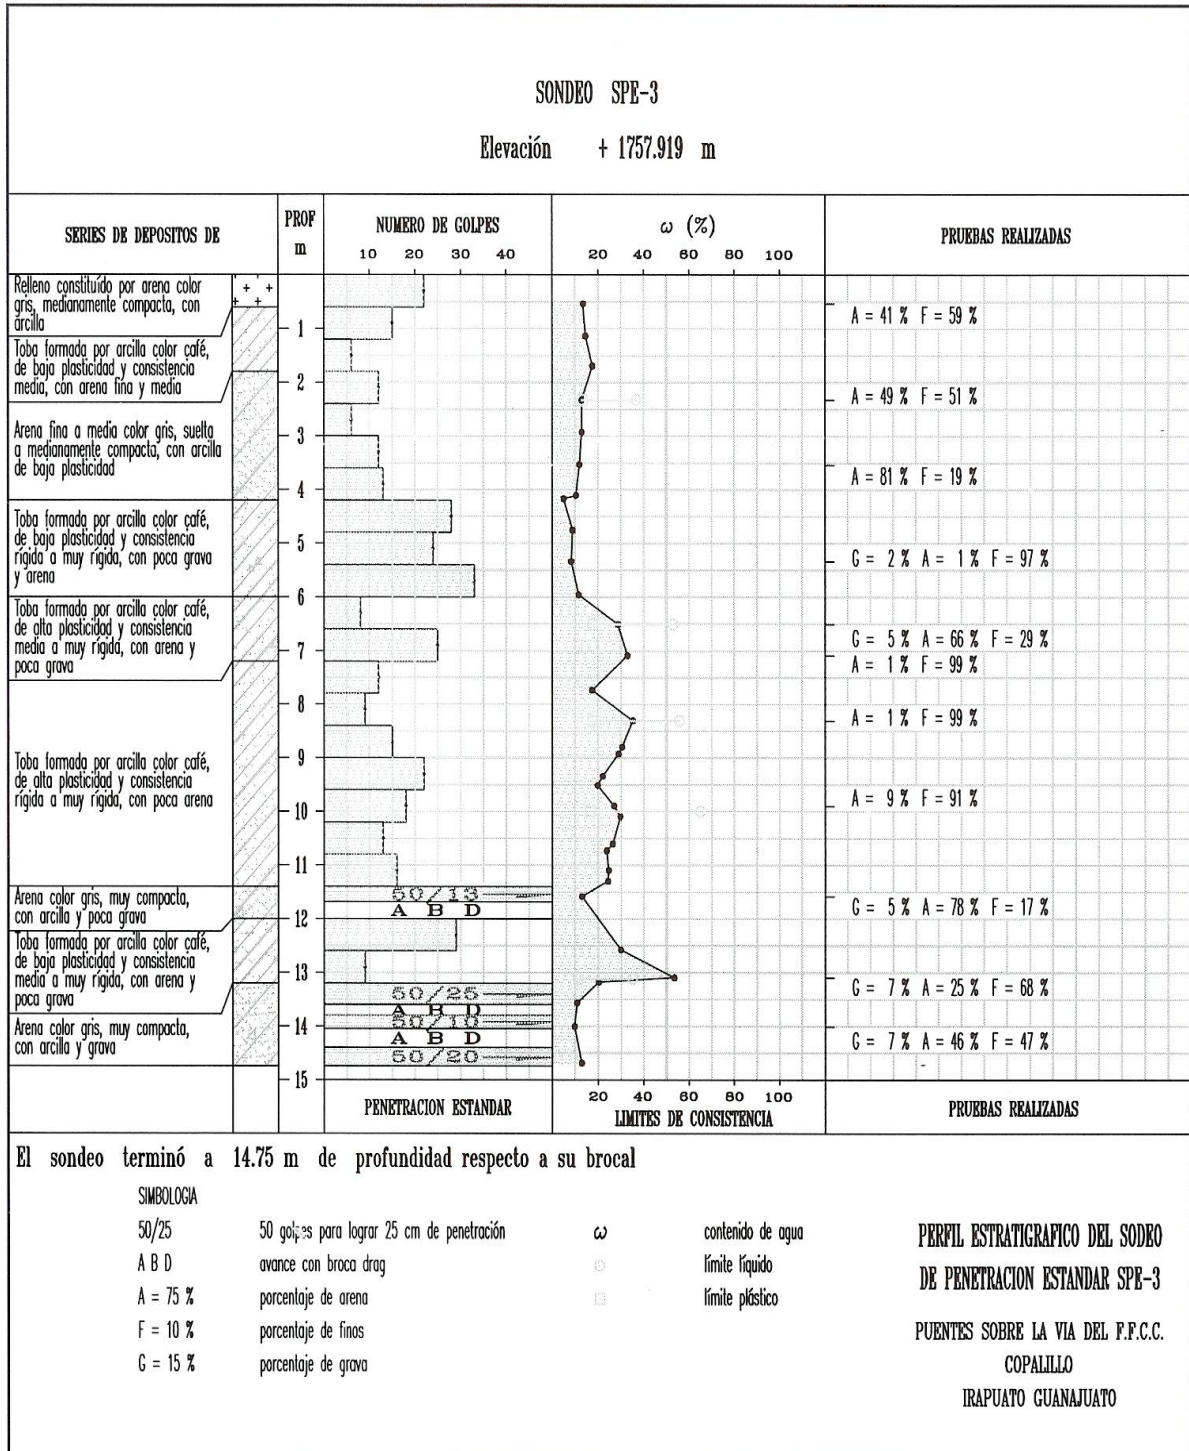 SONDEO SPE-3
Elevación + 1757.919 m
SERIES DE DEPOSITOS DE
PROF
m
NUMERO DE GOLPES
10 20 30 40
ω (%)
20 40 60 80 100
PRUEBAS REALIZADAS
Relleno constituído por arena color
gris, medianamente compacta, con
arcilla
Toba formada por arcilla color café,
de baja plasticidad y consistencia
media, con arena fina y media
Arena fina a media color gris, suelta
a medianamente compacta, con arcilla
de baja plasticidad
Toba formada por arcilla color café,
de baja plasticidad y consistencia
rígida a muy rígida, con poca grava
y arena
Toba formada por arcilla color café,
de alta plasticidad y consistencia
media a muy rígida, con arena y
poca grava
Toba formada por arcilla color café,
de alta plasticidad y consistencia
rígida a muy rígida, con poca arena
Arena color gris, muy compacta,
con arcilla y poca grava
Toba formada por arcilla color café,
de baja plasticidad y consistencia
media a muy rígida, con arena y
poca grava
Arena color gris, muy compacta,
con arcilla y grava
1
2
3
4
5
6
7
8
9
10
11
12
13
14
15
50/13
A B D
50/25
A B D
50/10
A B D
50/20
A = 41 % F = 59 %
A = 49 % F = 51 %
A = 81 % F = 19 %
G = 2 % A = 1 % F = 97 %
G = 5 % A = 66 % F = 29 %
A = 1 % F = 99 %
A = 1 % F = 99 %
A = 9 % F = 91 %
G = 5 % A = 78 % F = 17 %
G = 7 % A = 25 % F = 68 %
G = 7 % A = 46 % F = 47 %
PENETRACION ESTANDAR
20 40 60 80 100
LIMITES DE CONSISTENCIA
PRUEBAS REALIZADAS
El sondeo terminó a 14.75 m de profundidad respecto a su brocal
SIMBOLOGIA
50/25 50 golpes para lograr 25 cm de penetración
A B D avance con broca drag
A = 75 % porcentaje de arena
F = 10 % porcentaje de finos
G = 15 % porcentaje de grava
ω contenido de agua
límite líquido
límite plástico
PERFIL ESTRATIGRAFICO DEL SODEO
DE PENETRACION ESTANDAR SPE-3
PUENTES SOBRE LA VIA DEL F.F.C.C.
COPALILLO
IRAPUATO GUANAJUATO